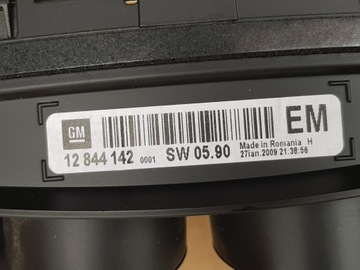 GM
EM
12 844 142 0001 SW 05.90
Made in Romania H
27ian.2009 21:38:56